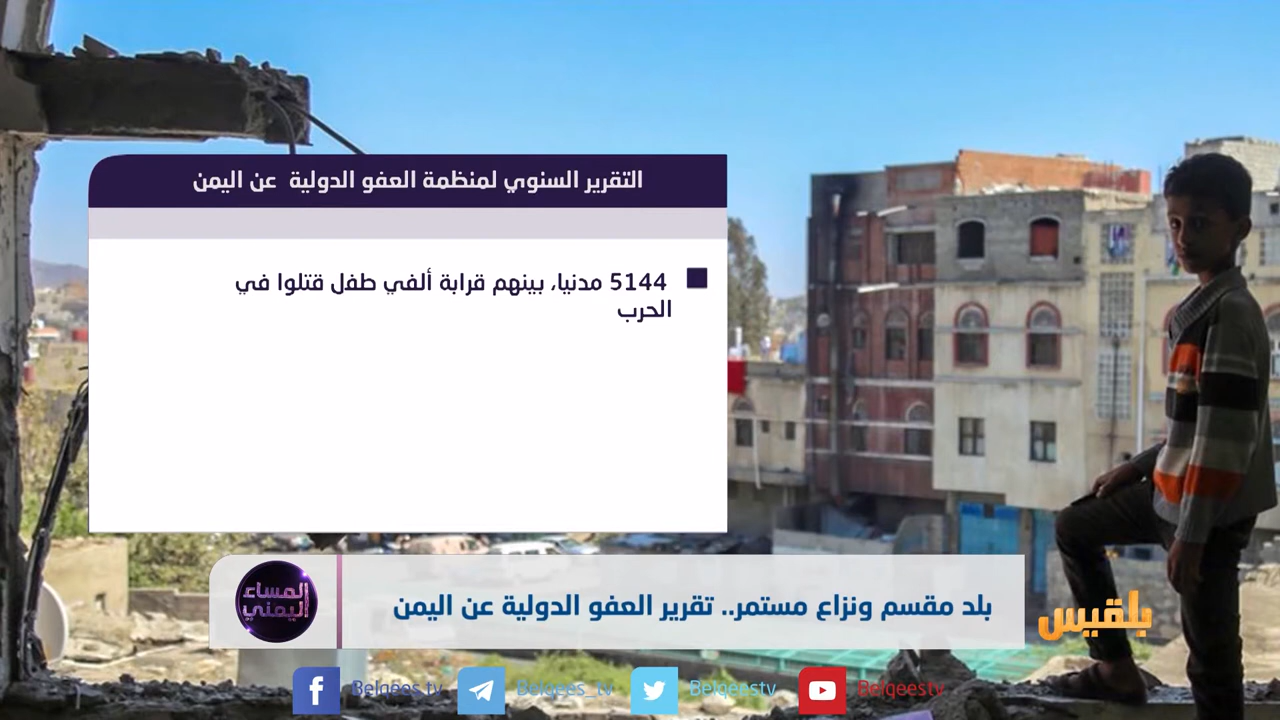 التقرير السنوي لمنظمة العفو الدولية عن اليمن
5144 مدنيا، بينهم قرابة ألفي طفل قتلوا في
الحرب
بلد مقسم ونزاع مستمر.. تقرير العفو الدولية عن اليمن
المساء
اليمني
بلقيس
Belqees.tv
Belqees_tv
Belqeestv
Belqeestv